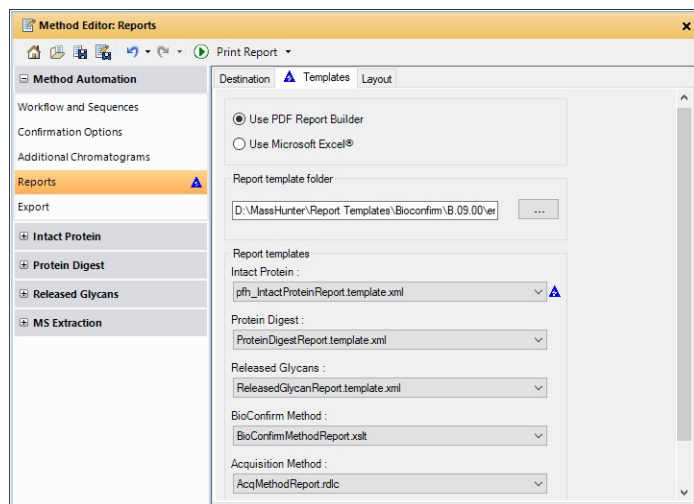 Method Editor: Reports
Print Report
Method Automation
Workflow and Sequences
Confirmation Options
Additional Chromatograms
Reports
Export
Intact Protein
Protein Digest
Released Glycans
MS Extraction
Destination Templates Layout
Use PDF Report Builder
Use Microsoft Excel®
Report template folder
D:\MassHunter\Report Templates\Bioconfirm\B.09.00\er
...
Report templates
Intact Protein :
pfh_IntactProteinReport.template.xml
Protein Digest :
ProteinDigestReport.template.xml
Released Glycans :
ReleasedGlycanReport.template.xml
BioConfirm Method :
BioConfirmMethodReport.xslt
Acquisition Method :
AcqMethodReport.rdlc